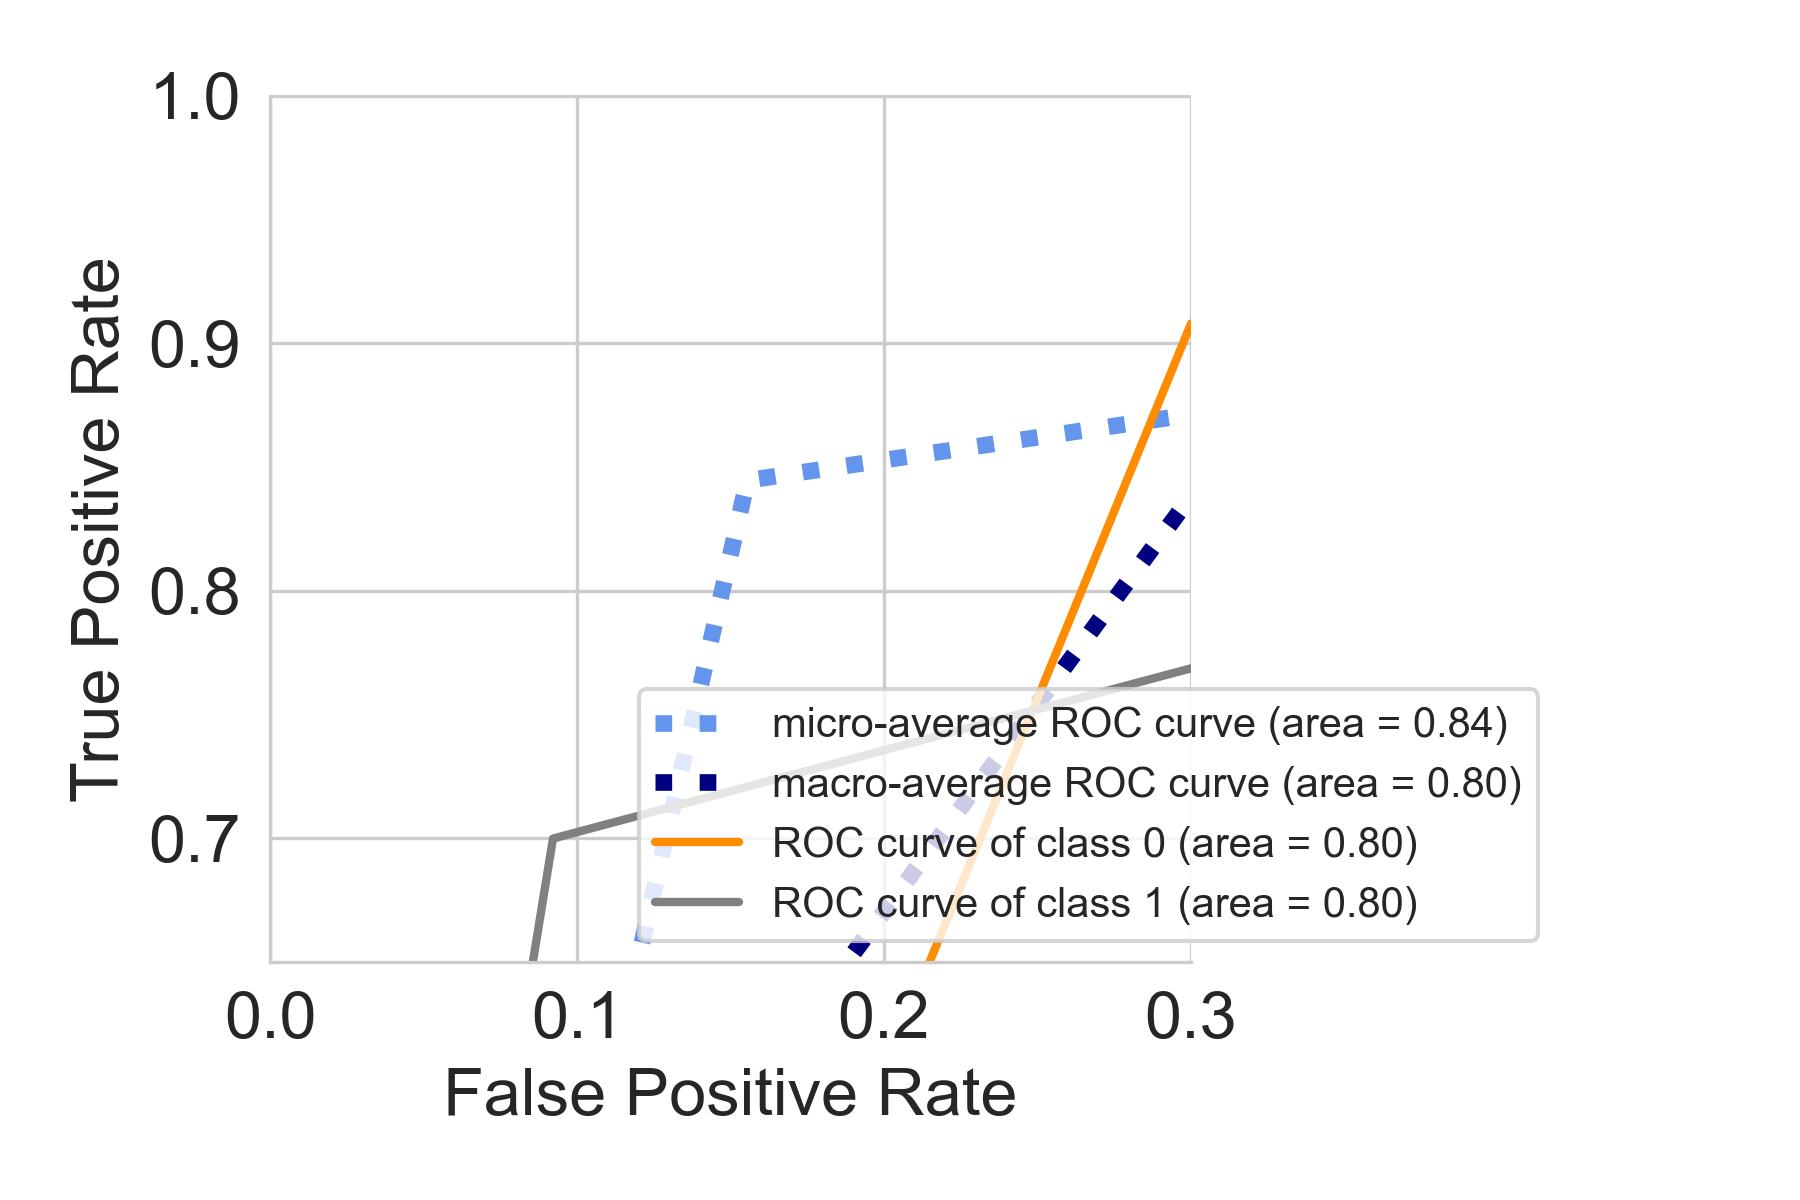 1.0
0.9
0.8
0.7
True Positive Rate
micro-average ROC curve (area = 0.84)
macro-average ROC curve (area = 0.80)
ROC curve of class 0 (area = 0.80)
ROC curve of class 1 (area = 0.80)
0.0 0.1 0.2 0.3
False Positive Rate